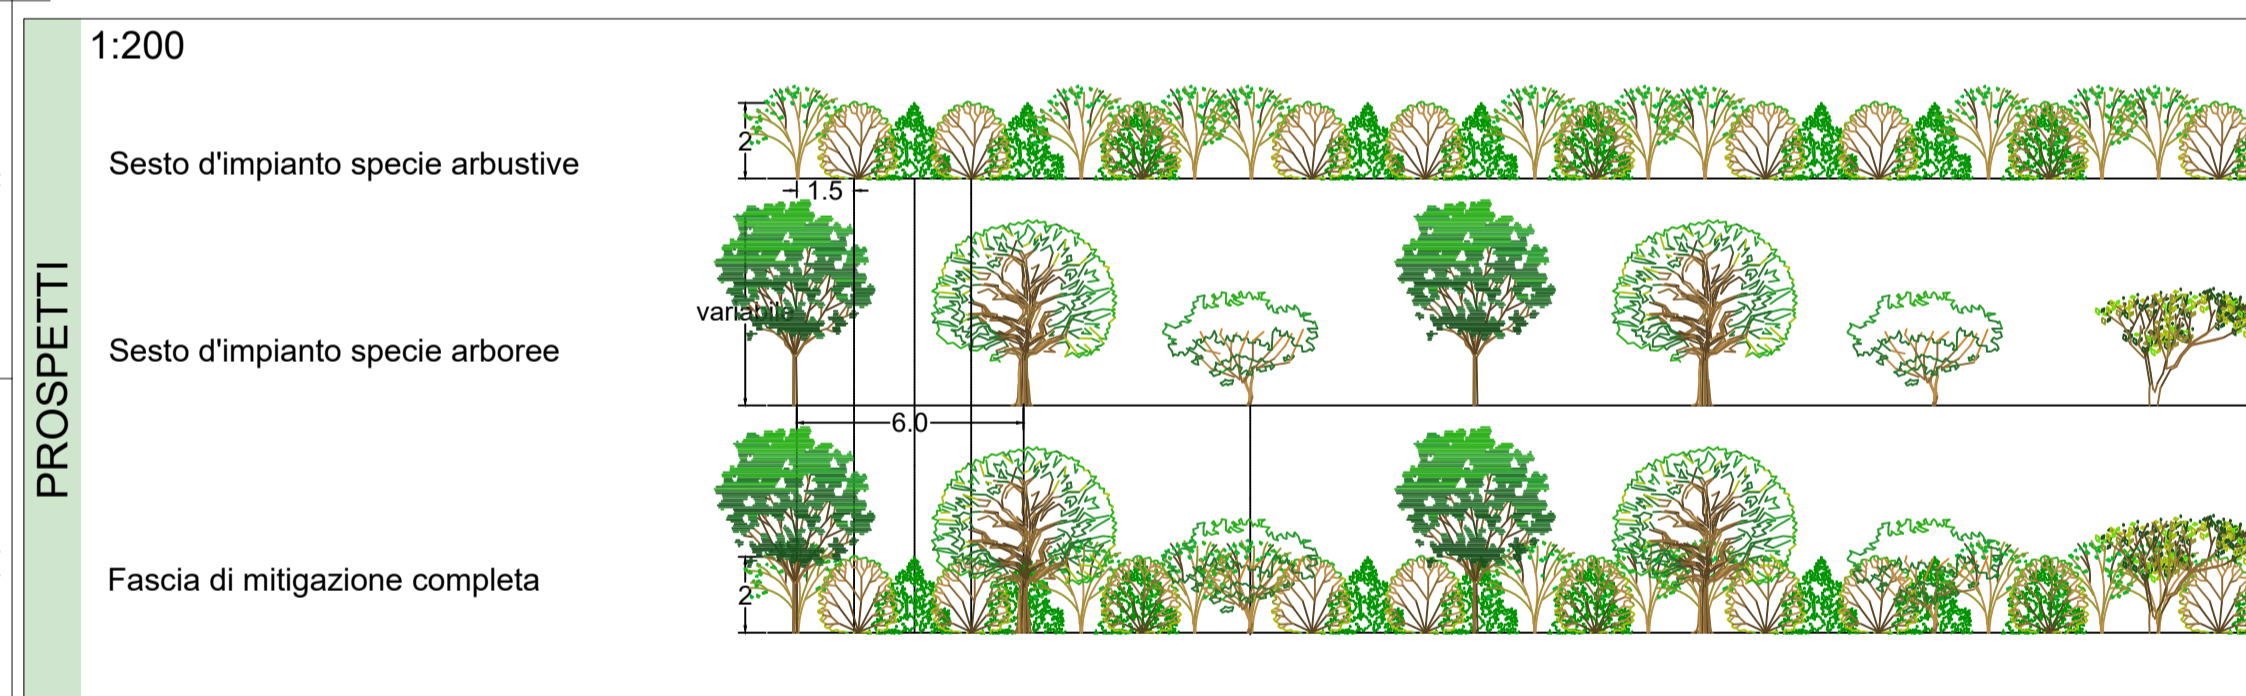 PROSPETTI
1:200
2
Sesto d'impianto specie arbustive
1.5
variabile
Sesto d'impianto specie arboree
6.0
Fascia di mitigazione completa
2